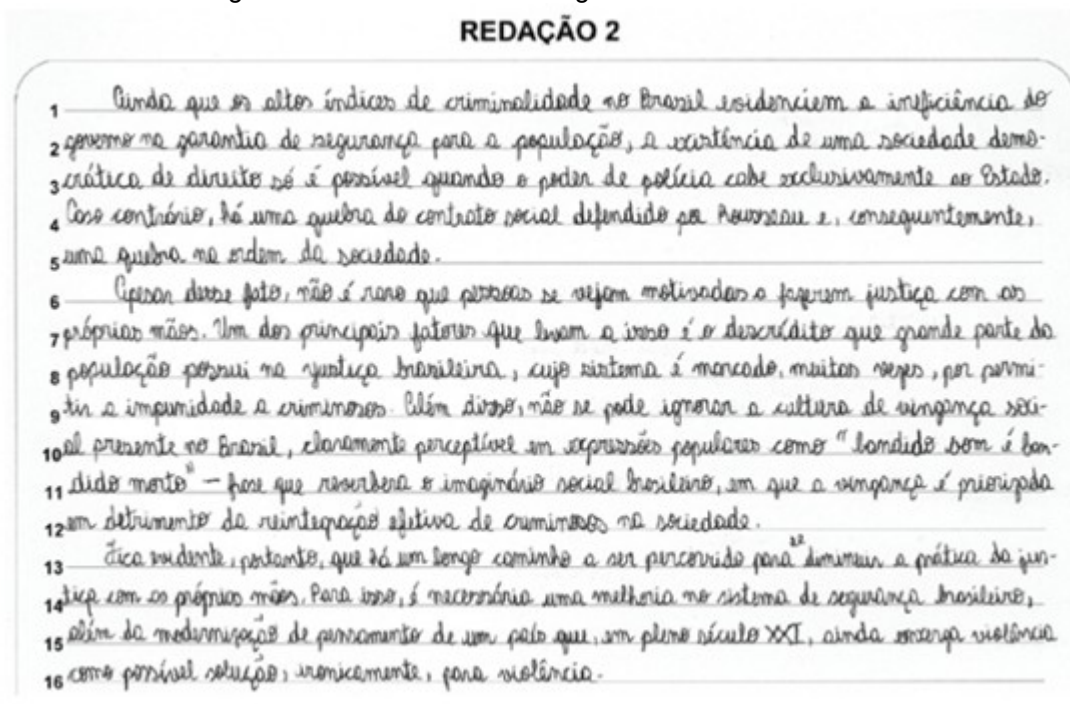 REDAÇÃO 2
1 Ainda que os altos índices de criminalidade no Brasil evidenciem a ineficiência do
2 governo na garantia de segurança para a população, a existência de uma sociedade demo-
3 crática de direito só é possível quando o poder de polícia cabe exclusivamente ao Estado.
4 Caso contrário, há uma quebra do contrato social defendido por Rousseau e, consequentemente,
5 uma quebra na ordem da sociedade.
6 Apesar desse fato, não é raro que pessoas se vejam motivadas a fazerem justiça com as
7 próprias mãos. Um dos principais fatores que levam a isso é o descrédito que grande parte da
8 população possui na justiça brasileira, cujo sistema é marcado, muitas vezes, por permi-
9 tir a impunidade a criminosos. Além disso, não se pode ignorar a cultura de vingança soci-
10 al presente no Brasil, claramente perceptível em expressões populares como "bandido bom é ban-
11 dido morto" – frase que reverbera o imaginário social brasileiro, em que a vingança é priorizada
12 em detrimento da reintegração efetiva de criminosos na sociedade.
13 Fica evidente, portanto, que há um longo caminho a ser percorrido para se diminuir a prática da jus-
14 tiça com as próprias mãos. Para isso, é necessária uma melhoria no sistema de segurança brasileiro,
15 além da modernização de pensamento de um país que, em pleno século XXI, ainda enxerga violência
16 como possível solução, ironicamente, para violência.